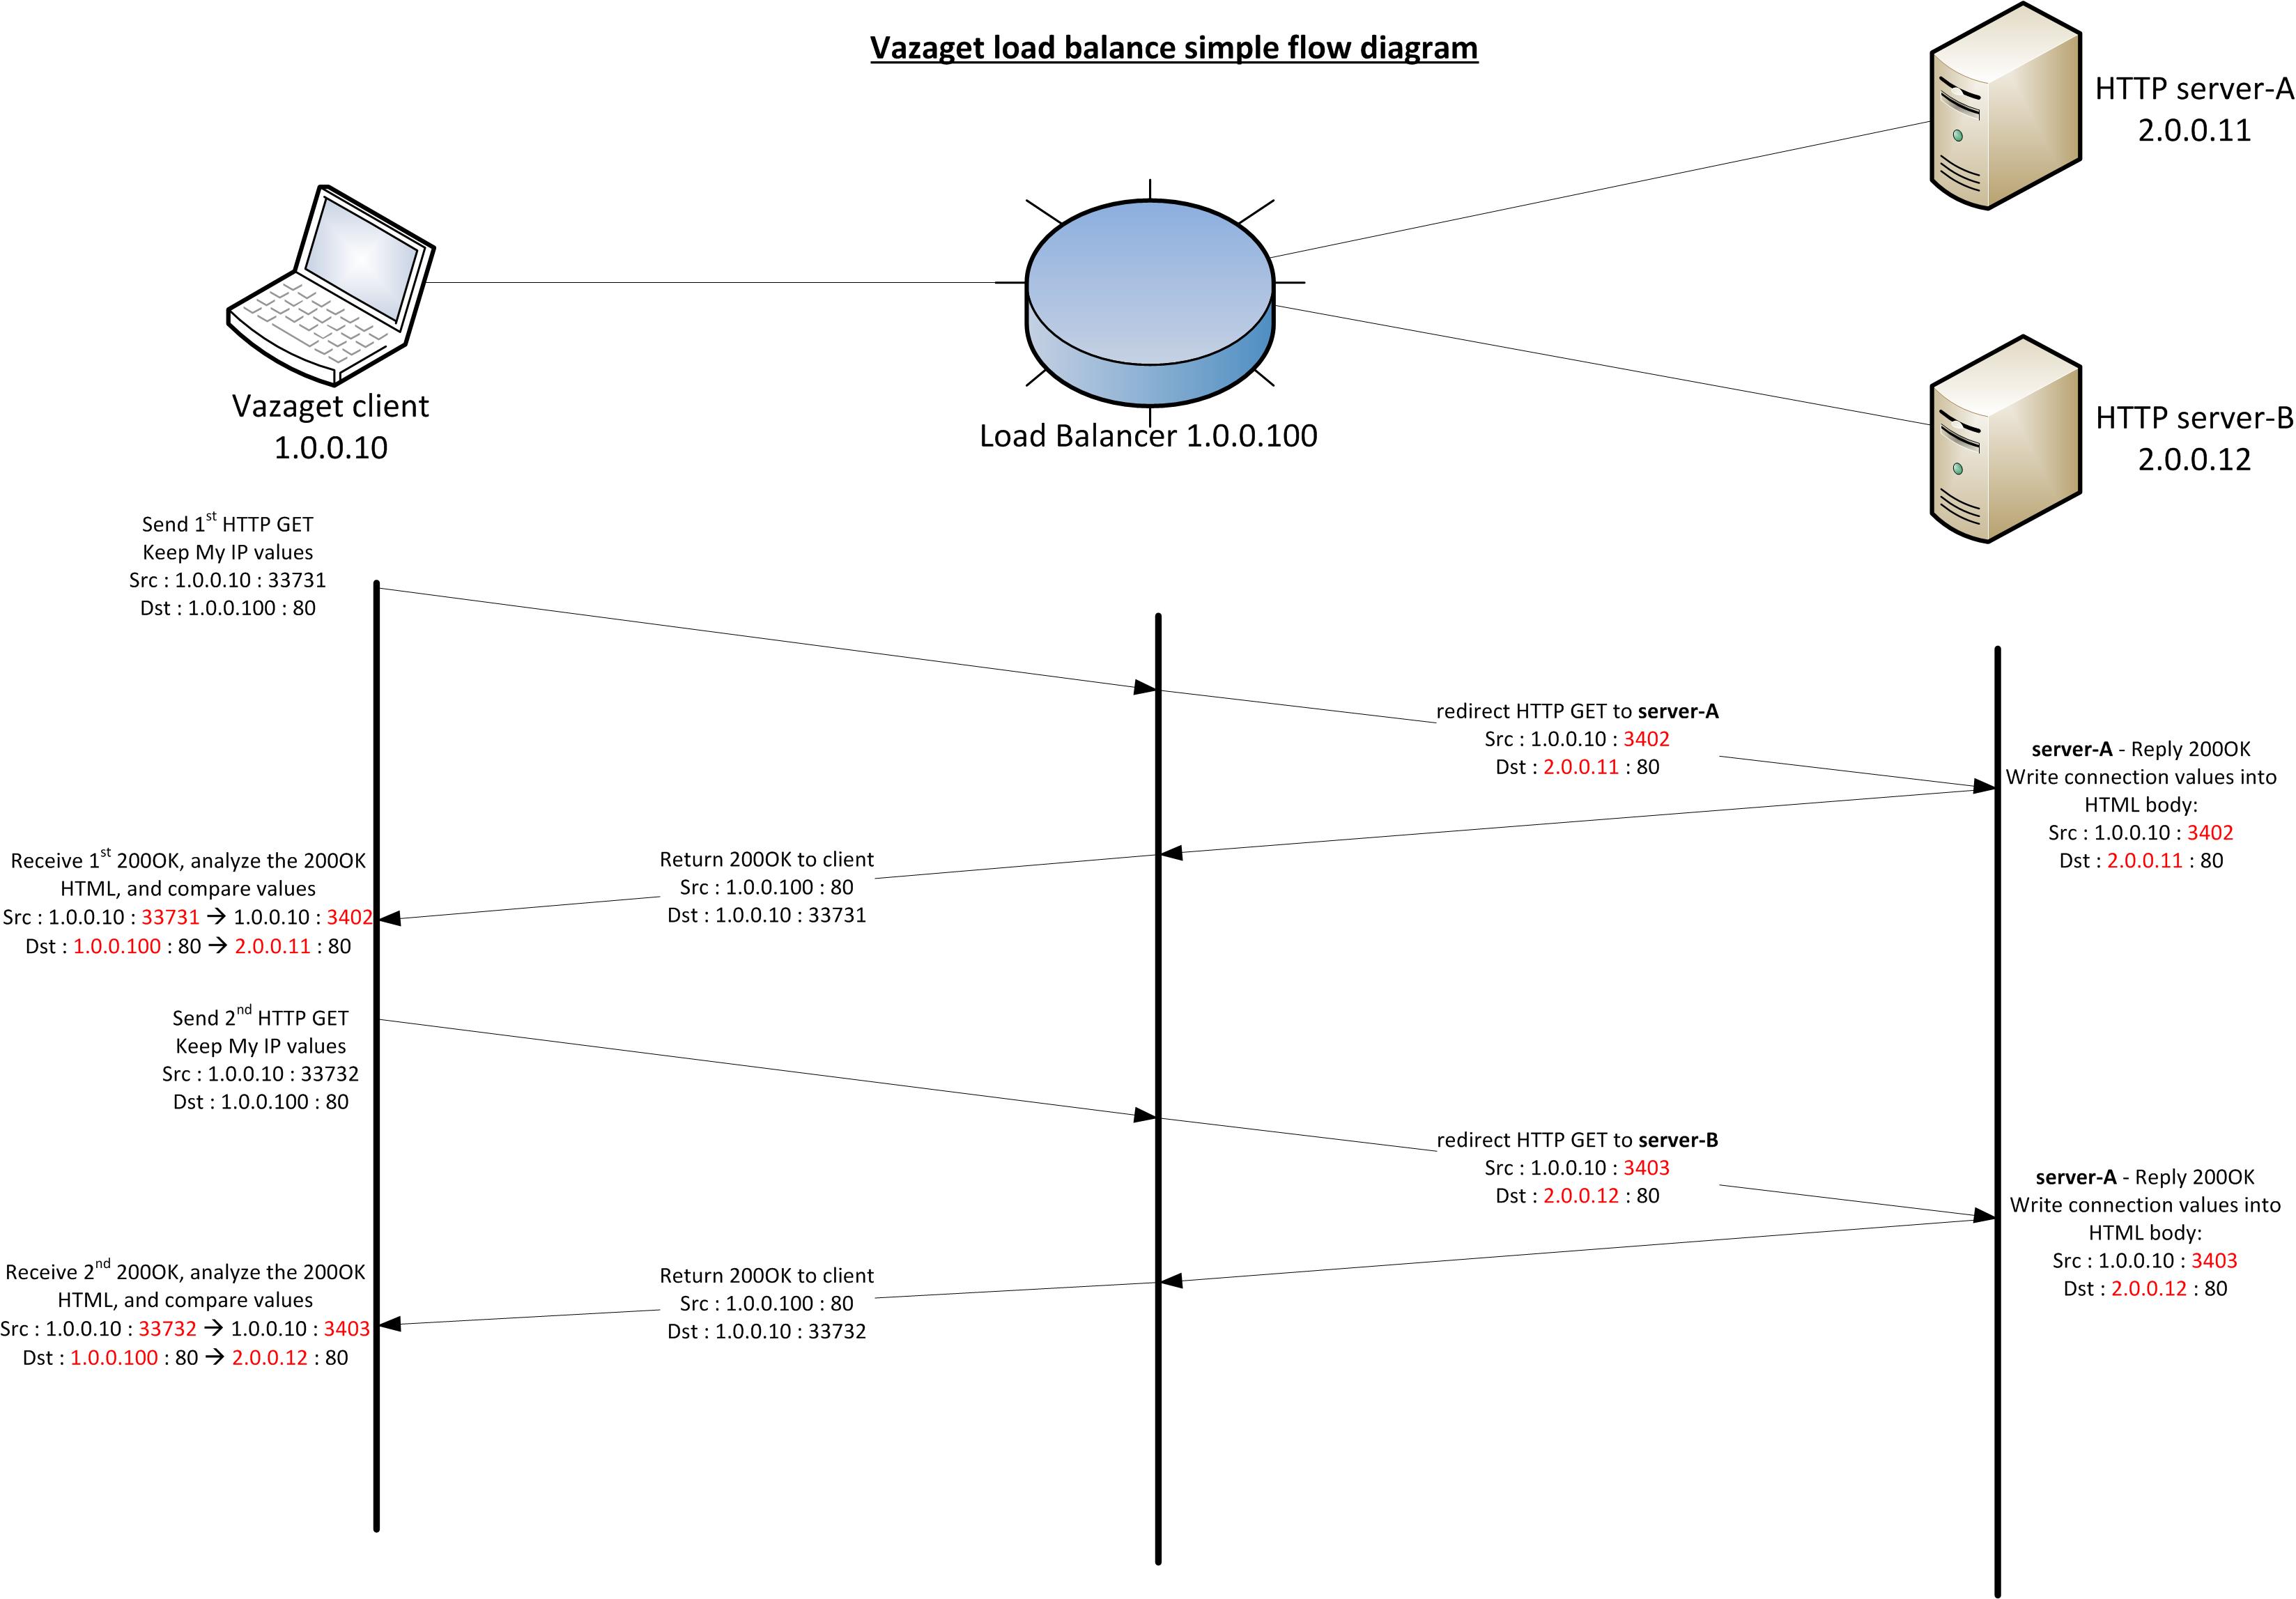 Vazaget load balance simple flow diagram
HTTP server-A
2.0.0.11
Vazaget client
1.0.0.10
Load Balancer 1.0.0.100
HTTP server-B
2.0.0.12
Send 1st HTTP GET
Keep My IP values
Src : 1.0.0.10 : 33731
Dst : 1.0.0.100 : 80
redirect HTTP GET to server-A
Src : 1.0.0.10 : 3402
Dst : 2.0.0.11 : 80
server-A - Reply 200OK
Write connection values into
HTML body:
Src : 1.0.0.10 : 3402
Dst : 2.0.0.11 : 80
Return 200OK to client
Src : 1.0.0.100 : 80
Dst : 1.0.0.10 : 33731
Receive 1st 200OK, analyze the 200OK
HTML, and compare values
Src : 1.0.0.10 : 33731 → 1.0.0.10 : 3402
Dst : 1.0.0.100 : 80 → 2.0.0.11 : 80
Send 2nd HTTP GET
Keep My IP values
Src : 1.0.0.10 : 33732
Dst : 1.0.0.100 : 80
redirect HTTP GET to server-B
Src : 1.0.0.10 : 3403
Dst : 2.0.0.12 : 80
server-A - Reply 200OK
Write connection values into
HTML body:
Src : 1.0.0.10 : 3403
Dst : 2.0.0.12 : 80
Return 200OK to client
Src : 1.0.0.100 : 80
Dst : 1.0.0.10 : 33732
Receive 2nd 200OK, analyze the 200OK
HTML, and compare values
Src : 1.0.0.10 : 33732 → 1.0.0.10 : 3403
Dst : 1.0.0.100 : 80 → 2.0.0.12 : 80